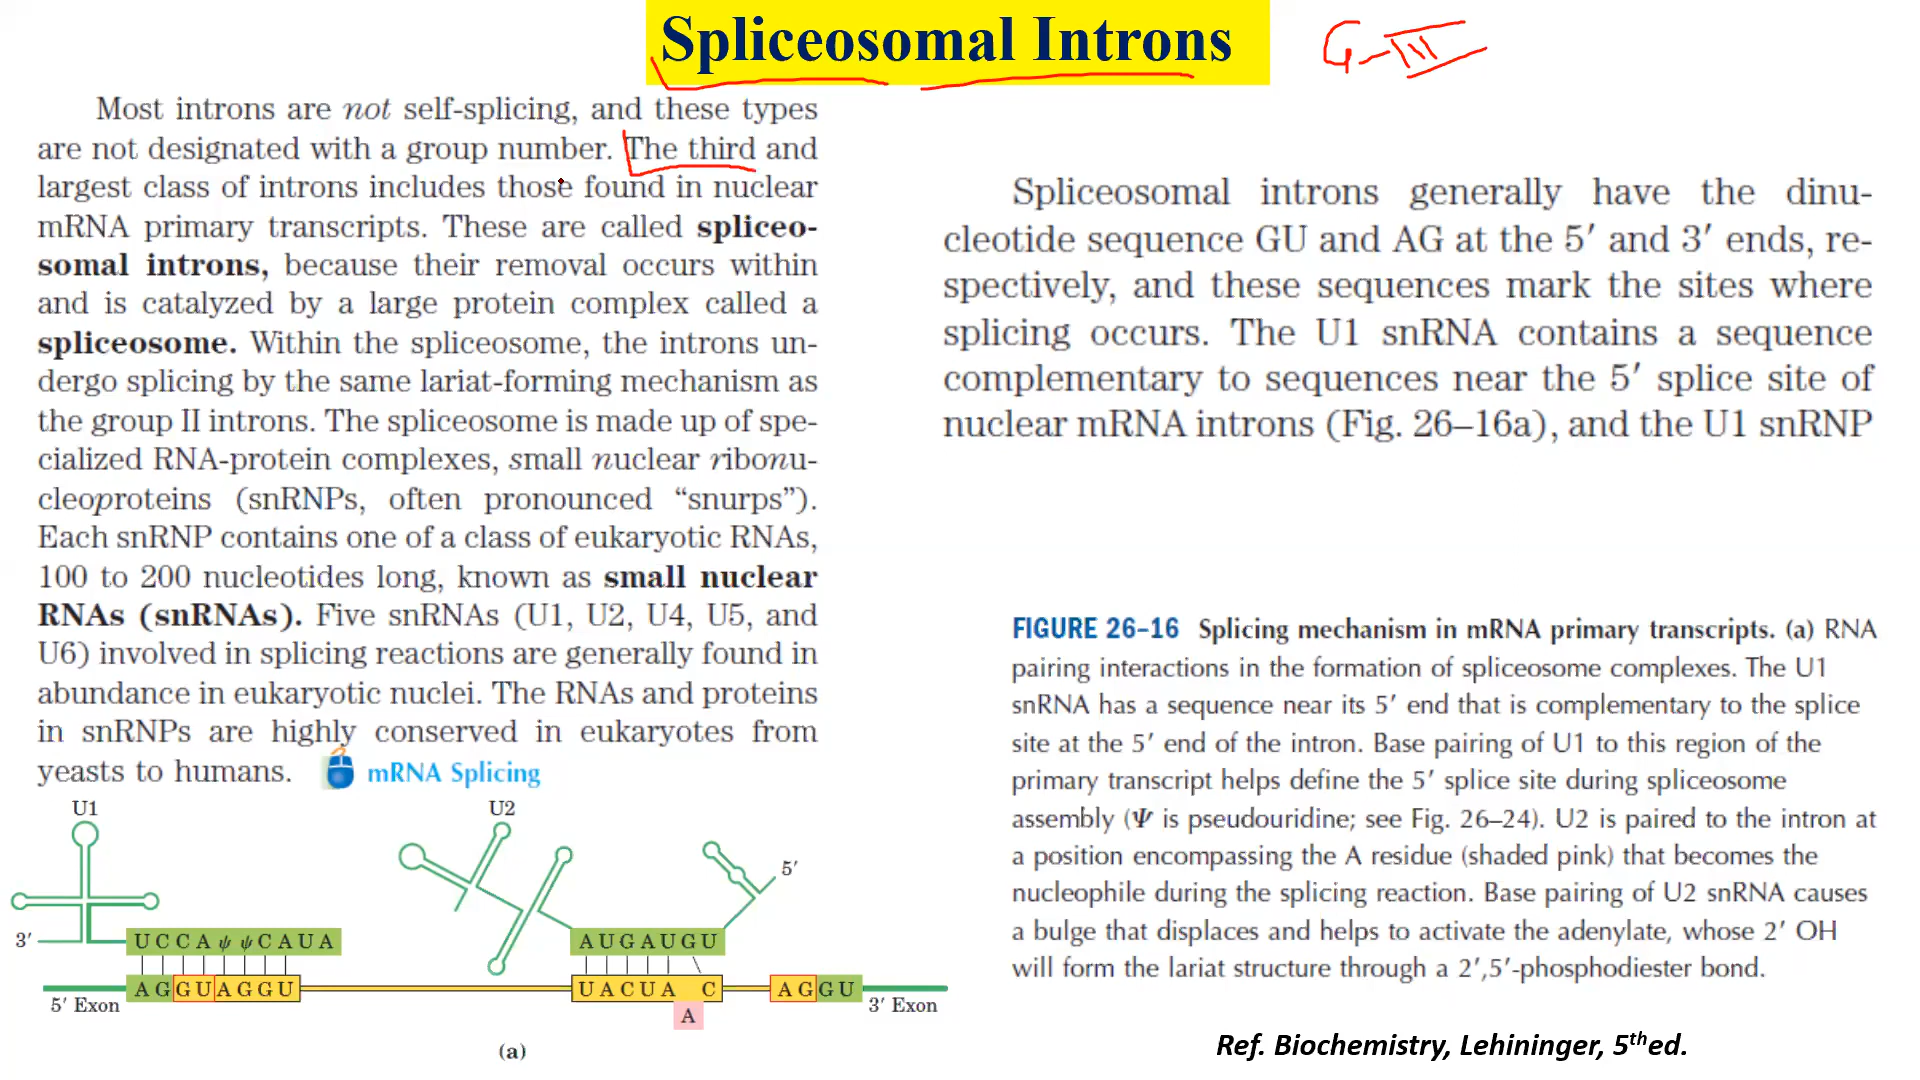 Spliceosomal Introns
G-III
Most introns are not self-splicing, and these types
are not designated with a group number. The third and
largest class of introns includes those found in nuclear
mRNA primary transcripts. These are called spliceo-
somal introns, because their removal occurs within
and is catalyzed by a large protein complex called a
spliceosome. Within the spliceosome, the introns un-
dergo splicing by the same lariat-forming mechanism as
the group II introns. The spliceosome is made up of spe-
cialized RNA-protein complexes, small nuclear ribonu-
cleoproteins (snRNPs, often pronounced “snurps”).
Each snRNP contains one of a class of eukaryotic RNAs,
100 to 200 nucleotides long, known as small nuclear
RNAs (snRNAs). Five snRNAs (U1, U2, U4, U5, and
U6) involved in splicing reactions are generally found in
abundance in eukaryotic nuclei. The RNAs and proteins
in snRNPs are highly conserved in eukaryotes from
yeasts to humans. mRNA Splicing
Spliceosomal introns generally have the dinu-
cleotide sequence GU and AG at the 5′ and 3′ ends, re-
spectively, and these sequences mark the sites where
splicing occurs. The U1 snRNA contains a sequence
complementary to sequences near the 5′ splice site of
nuclear mRNA introns (Fig. 26–16a), and the U1 snRNP
U1
U2
5′
3′
UCCAψψCAUA
AUGAUGU
AGGUAGGU
UACUA C
AGGU
5′ Exon
A
3′ Exon
(a)
FIGURE 26–16 Splicing mechanism in mRNA primary transcripts. (a) RNA
pairing interactions in the formation of spliceosome complexes. The U1
snRNA has a sequence near its 5′ end that is complementary to the splice
site at the 5′ end of the intron. Base pairing of U1 to this region of the
primary transcript helps define the 5′ splice site during spliceosome
assembly (Ψ is pseudouridine; see Fig. 26–24). U2 is paired to the intron at
a position encompassing the A residue (shaded pink) that becomes the
nucleophile during the splicing reaction. Base pairing of U2 snRNA causes
a bulge that displaces and helps to activate the adenylate, whose 2′ OH
will form the lariat structure through a 2′,5′-phosphodiester bond.
Ref. Biochemistry, Lehininger, 5thed.